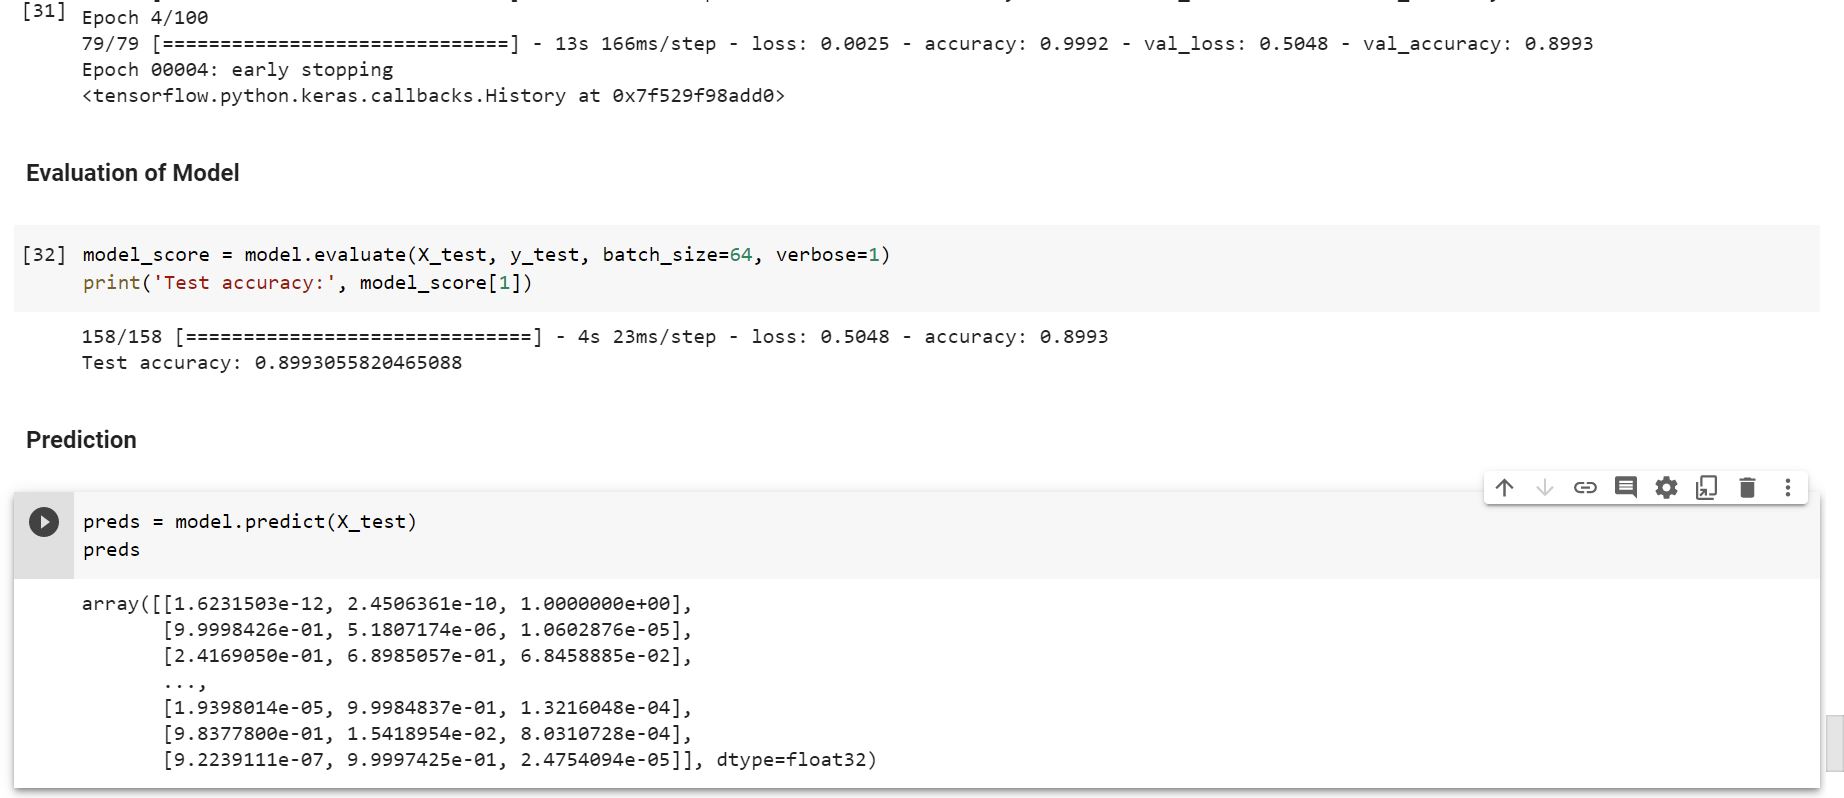 [31] Epoch 4/100
79/79 [==============================] - 13s 166ms/step - loss: 0.0025 - accuracy: 0.9992 - val_loss: 0.5048 - val_accuracy: 0.8993
Epoch 00004: early stopping
<tensorflow.python.keras.callbacks.History at 0x7f529f98add0>
Evaluation of Model
[32] model_score = model.evaluate(X_test, y_test, batch_size=64, verbose=1)
print('Test accuracy:', model_score[1])
158/158 [==============================] - 4s 23ms/step - loss: 0.5048 - accuracy: 0.8993
Test accuracy: 0.8993055820465088
Prediction
preds = model.predict(X_test)
preds
array([[1.6231503e-12, 2.4506361e-10, 1.0000000e+00],
[9.9998426e-01, 5.1807174e-06, 1.0602876e-05],
[2.4169050e-01, 6.8985057e-01, 6.8458885e-02],
...,
[1.9398014e-05, 9.9984837e-01, 1.3216048e-04],
[9.8377800e-01, 1.5418954e-02, 8.0310728e-04],
[9.2239111e-07, 9.9997425e-01, 2.4754094e-05]], dtype=float32)